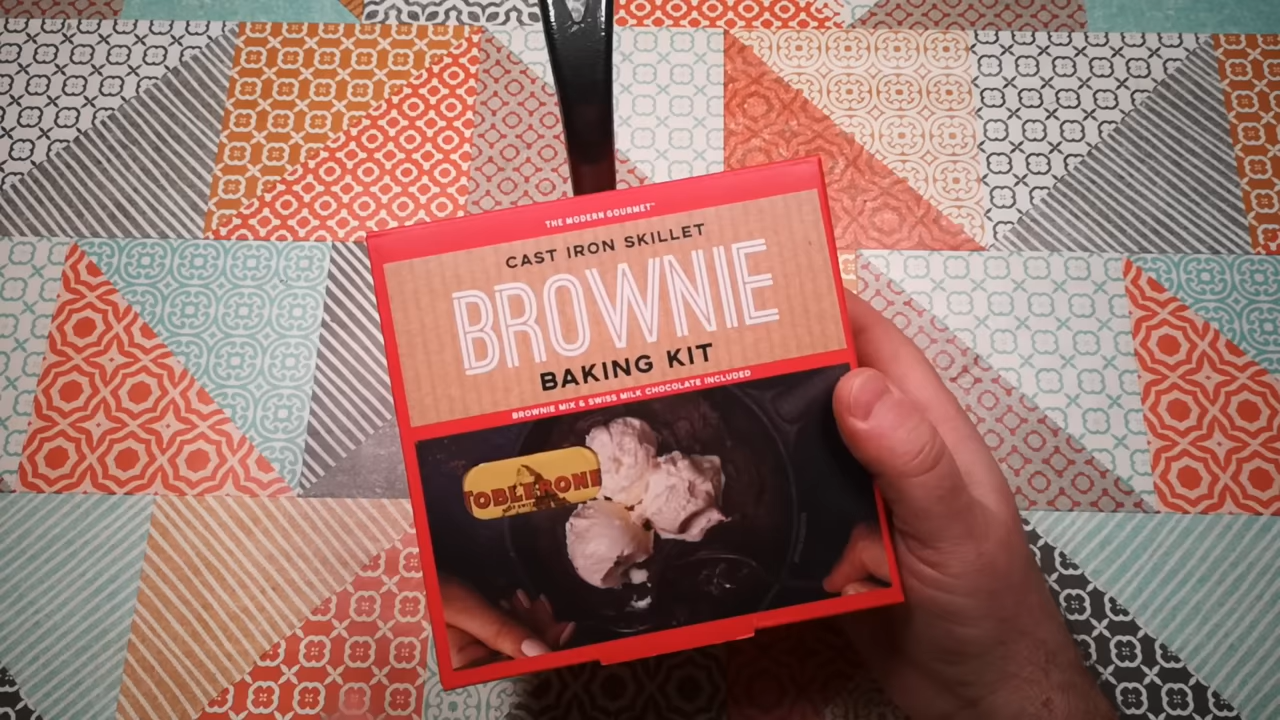 THE MODERN GOURMET™
CAST IRON SKILLET
BROWNIE
BAKING KIT
BROWNIE MIX & SWISS MILK CHOCOLATE INCLUDED
TOBLERONE